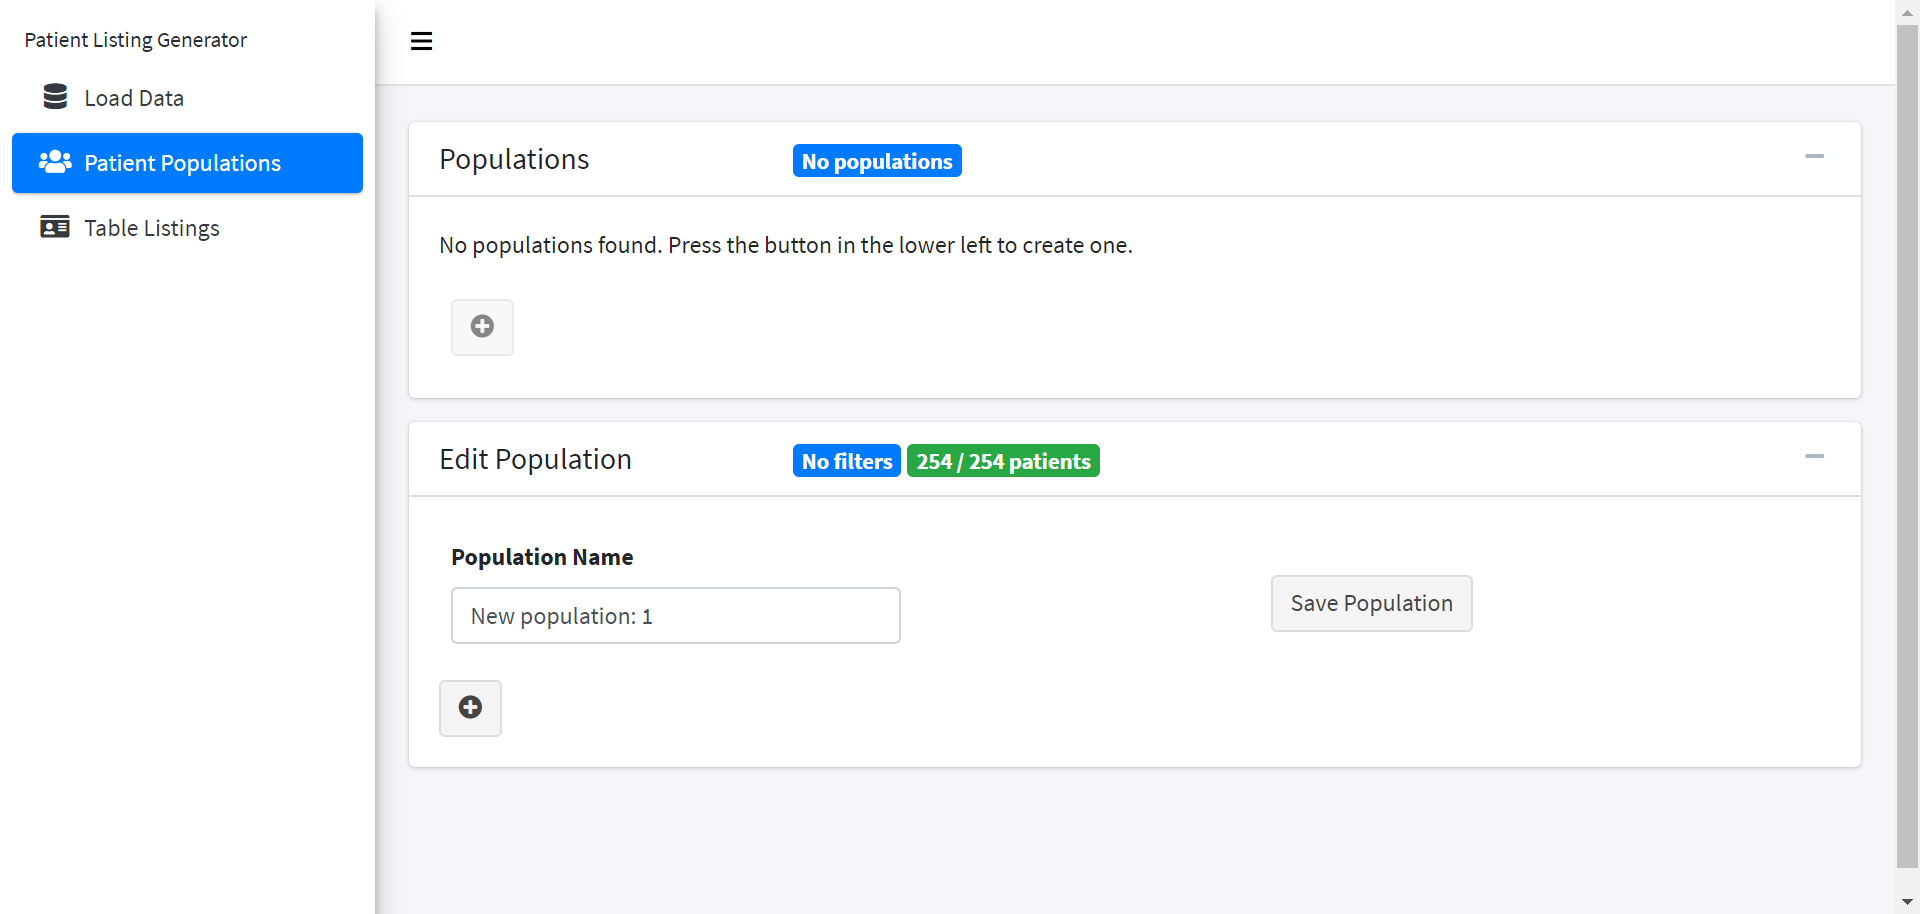 Patient Listing Generator
Load Data
Patient Populations
Table Listings
Populations
No populations
No populations found. Press the button in the lower left to create one.
Edit Population
No filters
254 / 254 patients
Population Name
New population: 1
Save Population